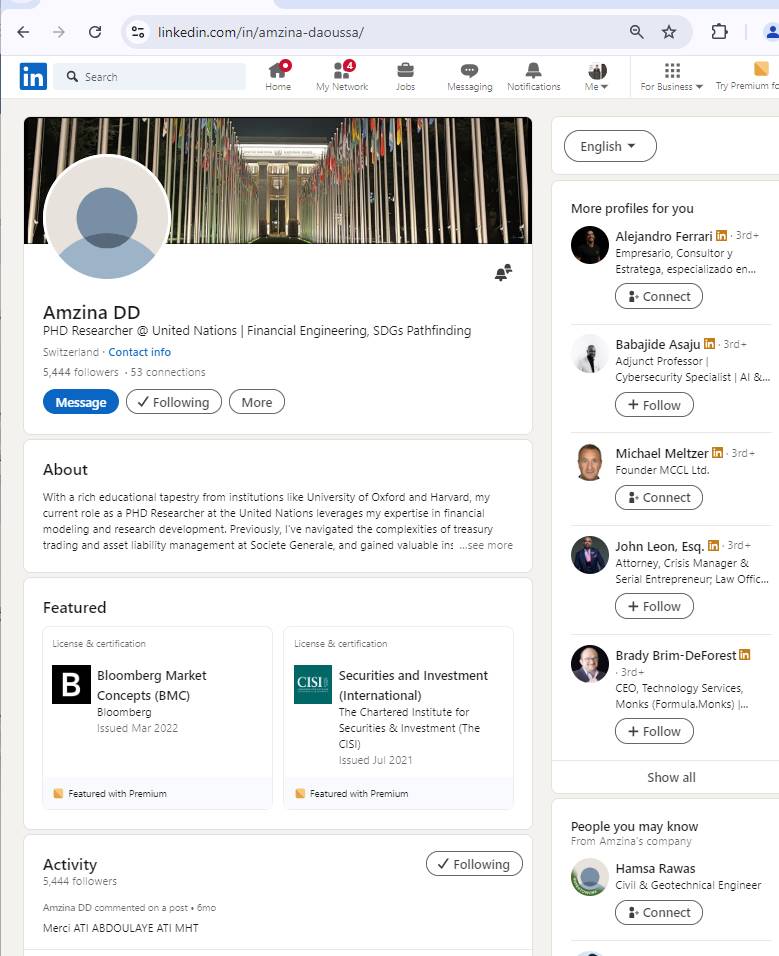 linkedin.com/in/amzina-daoussa/
in
Search
Home
4
My Network
Jobs
Messaging
Notifications
Me
For Business
Try Premium fo
English
Amzina DD
PHD Researcher @ United Nations | Financial Engineering, SDGs Pathfinding
Switzerland · Contact info
5,444 followers · 53 connections
Message
Following
More
About
With a rich educational tapestry from institutions like University of Oxford and Harvard, my
current role as a PHD Researcher at the United Nations leverages my expertise in financial
modeling and research development. Previously, I've navigated the complexities of treasury
trading and asset liability management at Societe Generale, and gained valuable ins …see more
Featured
License & certification
B
Bloomberg Market
Concepts (BMC)
Bloomberg
Issued Mar 2022
Featured with Premium
License & certification
CISI
Securities and Investment
(International)
The Chartered Institute for
Securities & Investment (The
CISI)
Issued Jul 2021
Featured with Premium
Activity
5,444 followers
Following
Amzina DD commented on a post • 6mo
Merci ATI ABDOULAYE ATI MHT
More profiles for you
Alejandro Ferrari in · 3rd+
Empresario, Consultor y
Estratega, especializado en...
Connect
Babajide Asaju in · 3rd+
Adjunct Professor |
Cybersecurity Specialist | AI &...
+ Follow
Michael Meltzer in · 3rd+
Founder MCCL Ltd.
Connect
John Leon, Esq. in · 3rd+
Attorney, Crisis Manager &
Serial Entrepreneur; Law Offic...
+ Follow
Brady Brim-DeForest in
· 3rd+
CEO, Technology Services,
Monks (Formula.Monks) |...
+ Follow
Show all
People you may know
From Amzina's company
Hamsa Rawas
Civil & Geotechnical Engineer
Connect